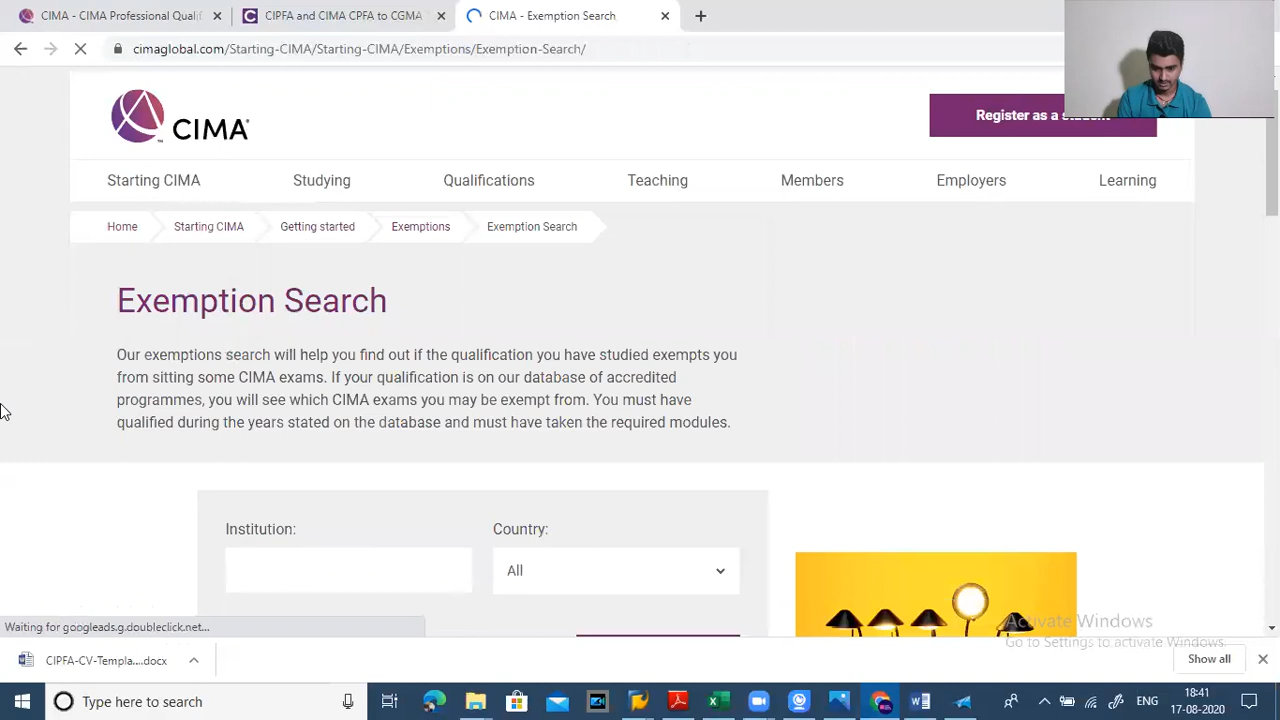 CIMA - CIMA Professional Qualif
CIPFA and CIMA CPFA to CGMA
CIMA - Exemption Search
cimaglobal.com/Starting-CIMA/Starting-CIMA/Exemptions/Exemption-Search/
CIMA
Register as a student
Starting CIMA Studying Qualifications Teaching Members Employers Learning
Home Starting CIMA Getting started Exemptions Exemption Search
Exemption Search
Our exemptions search will help you find out if the qualification you have studied exempts you
from sitting some CIMA exams. If your qualification is on our database of accredited
programmes, you will see which CIMA exams you may be exempt from. You must have
qualified during the years stated on the database and must have taken the required modules.
Institution: Country:
All
Activate Windows
Go to Settings to activate Windows.
Waiting for googleads.g.doubleclick.net...
CIPFA-CV-Templa....docx
Show all
Type here to search
ENG
18:41
17-08-2020